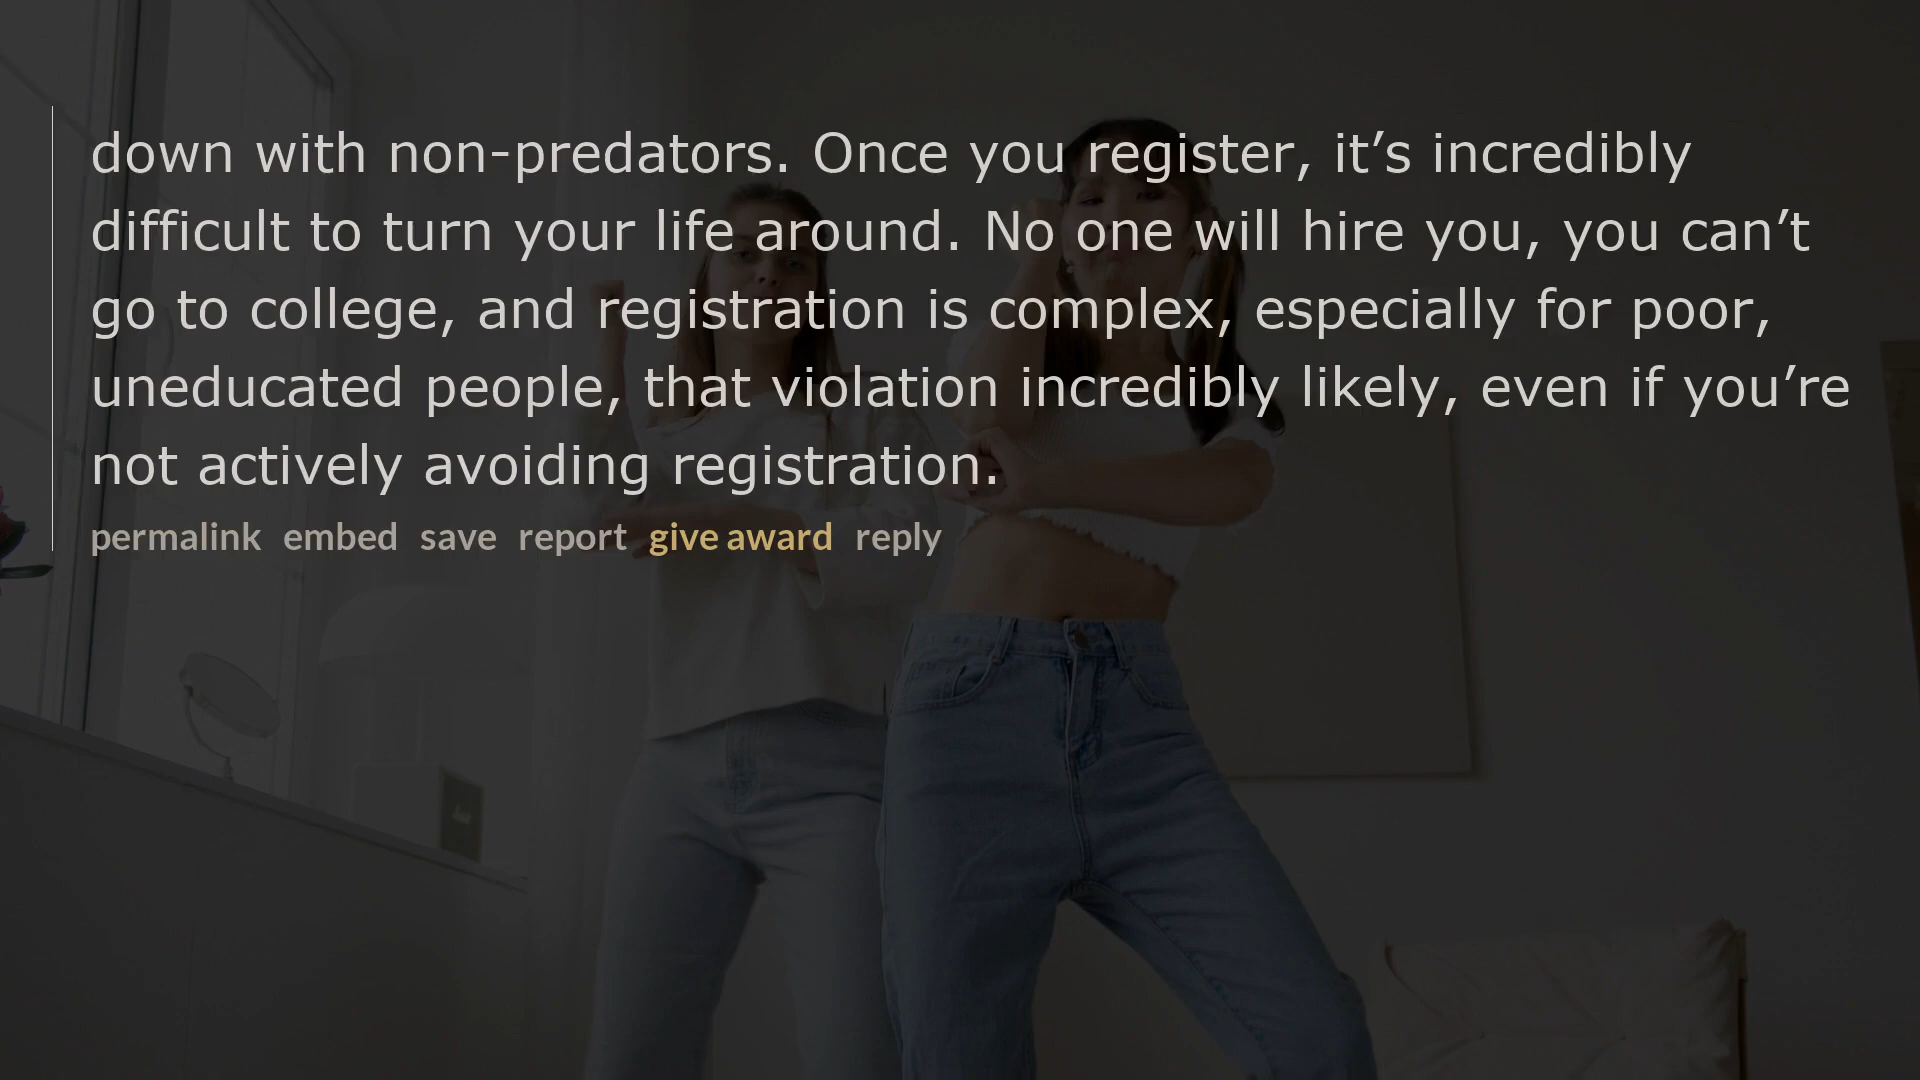 down with non-predators. Once you register, it’s incredibly
difficult to turn your life around. No one will hire you, you can’t
go to college, and registration is complex, especially for poor,
uneducated people, that violation incredibly likely, even if you’re
not actively avoiding registration.
permalink embed save report give award reply